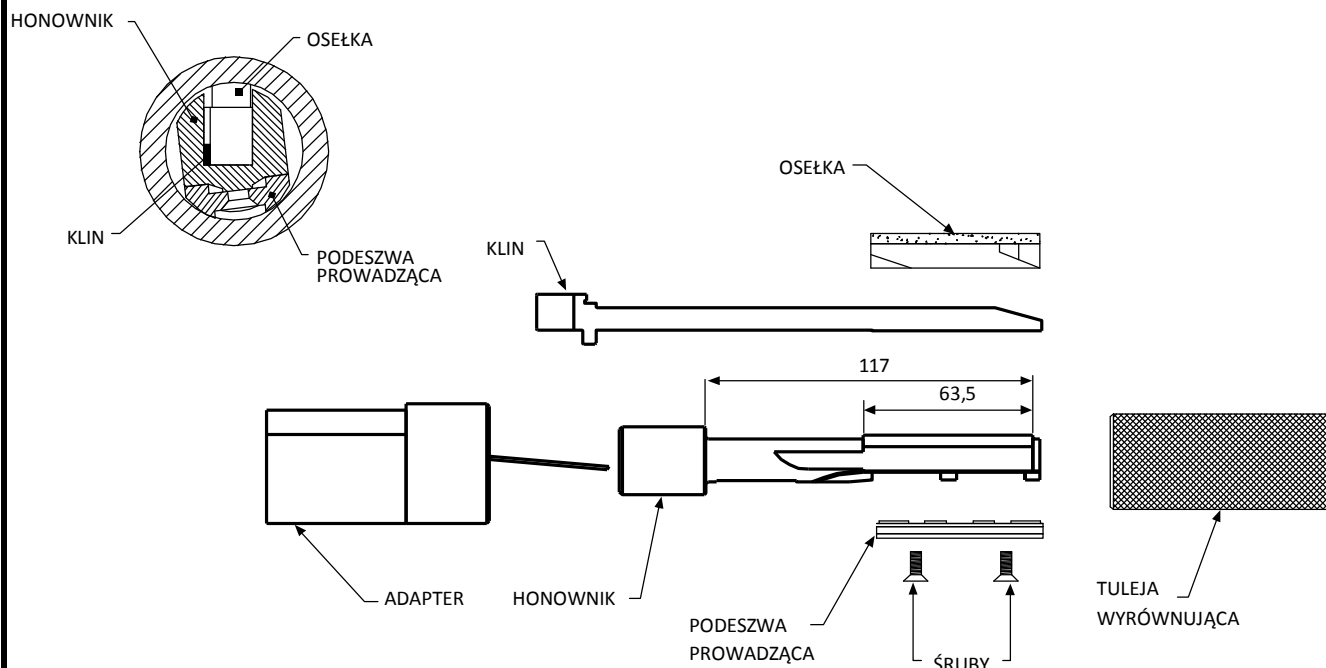 HONOWNIK
OSEŁKA
OSEŁKA
KLIN
KLIN
PODESZWA
PROWADZĄCA
117
63,5
ADAPTER
HONOWNIK
PODESZWA
PROWADZĄCA
ŚRUBY
TULEJA
WYRÓWNUJĄCA